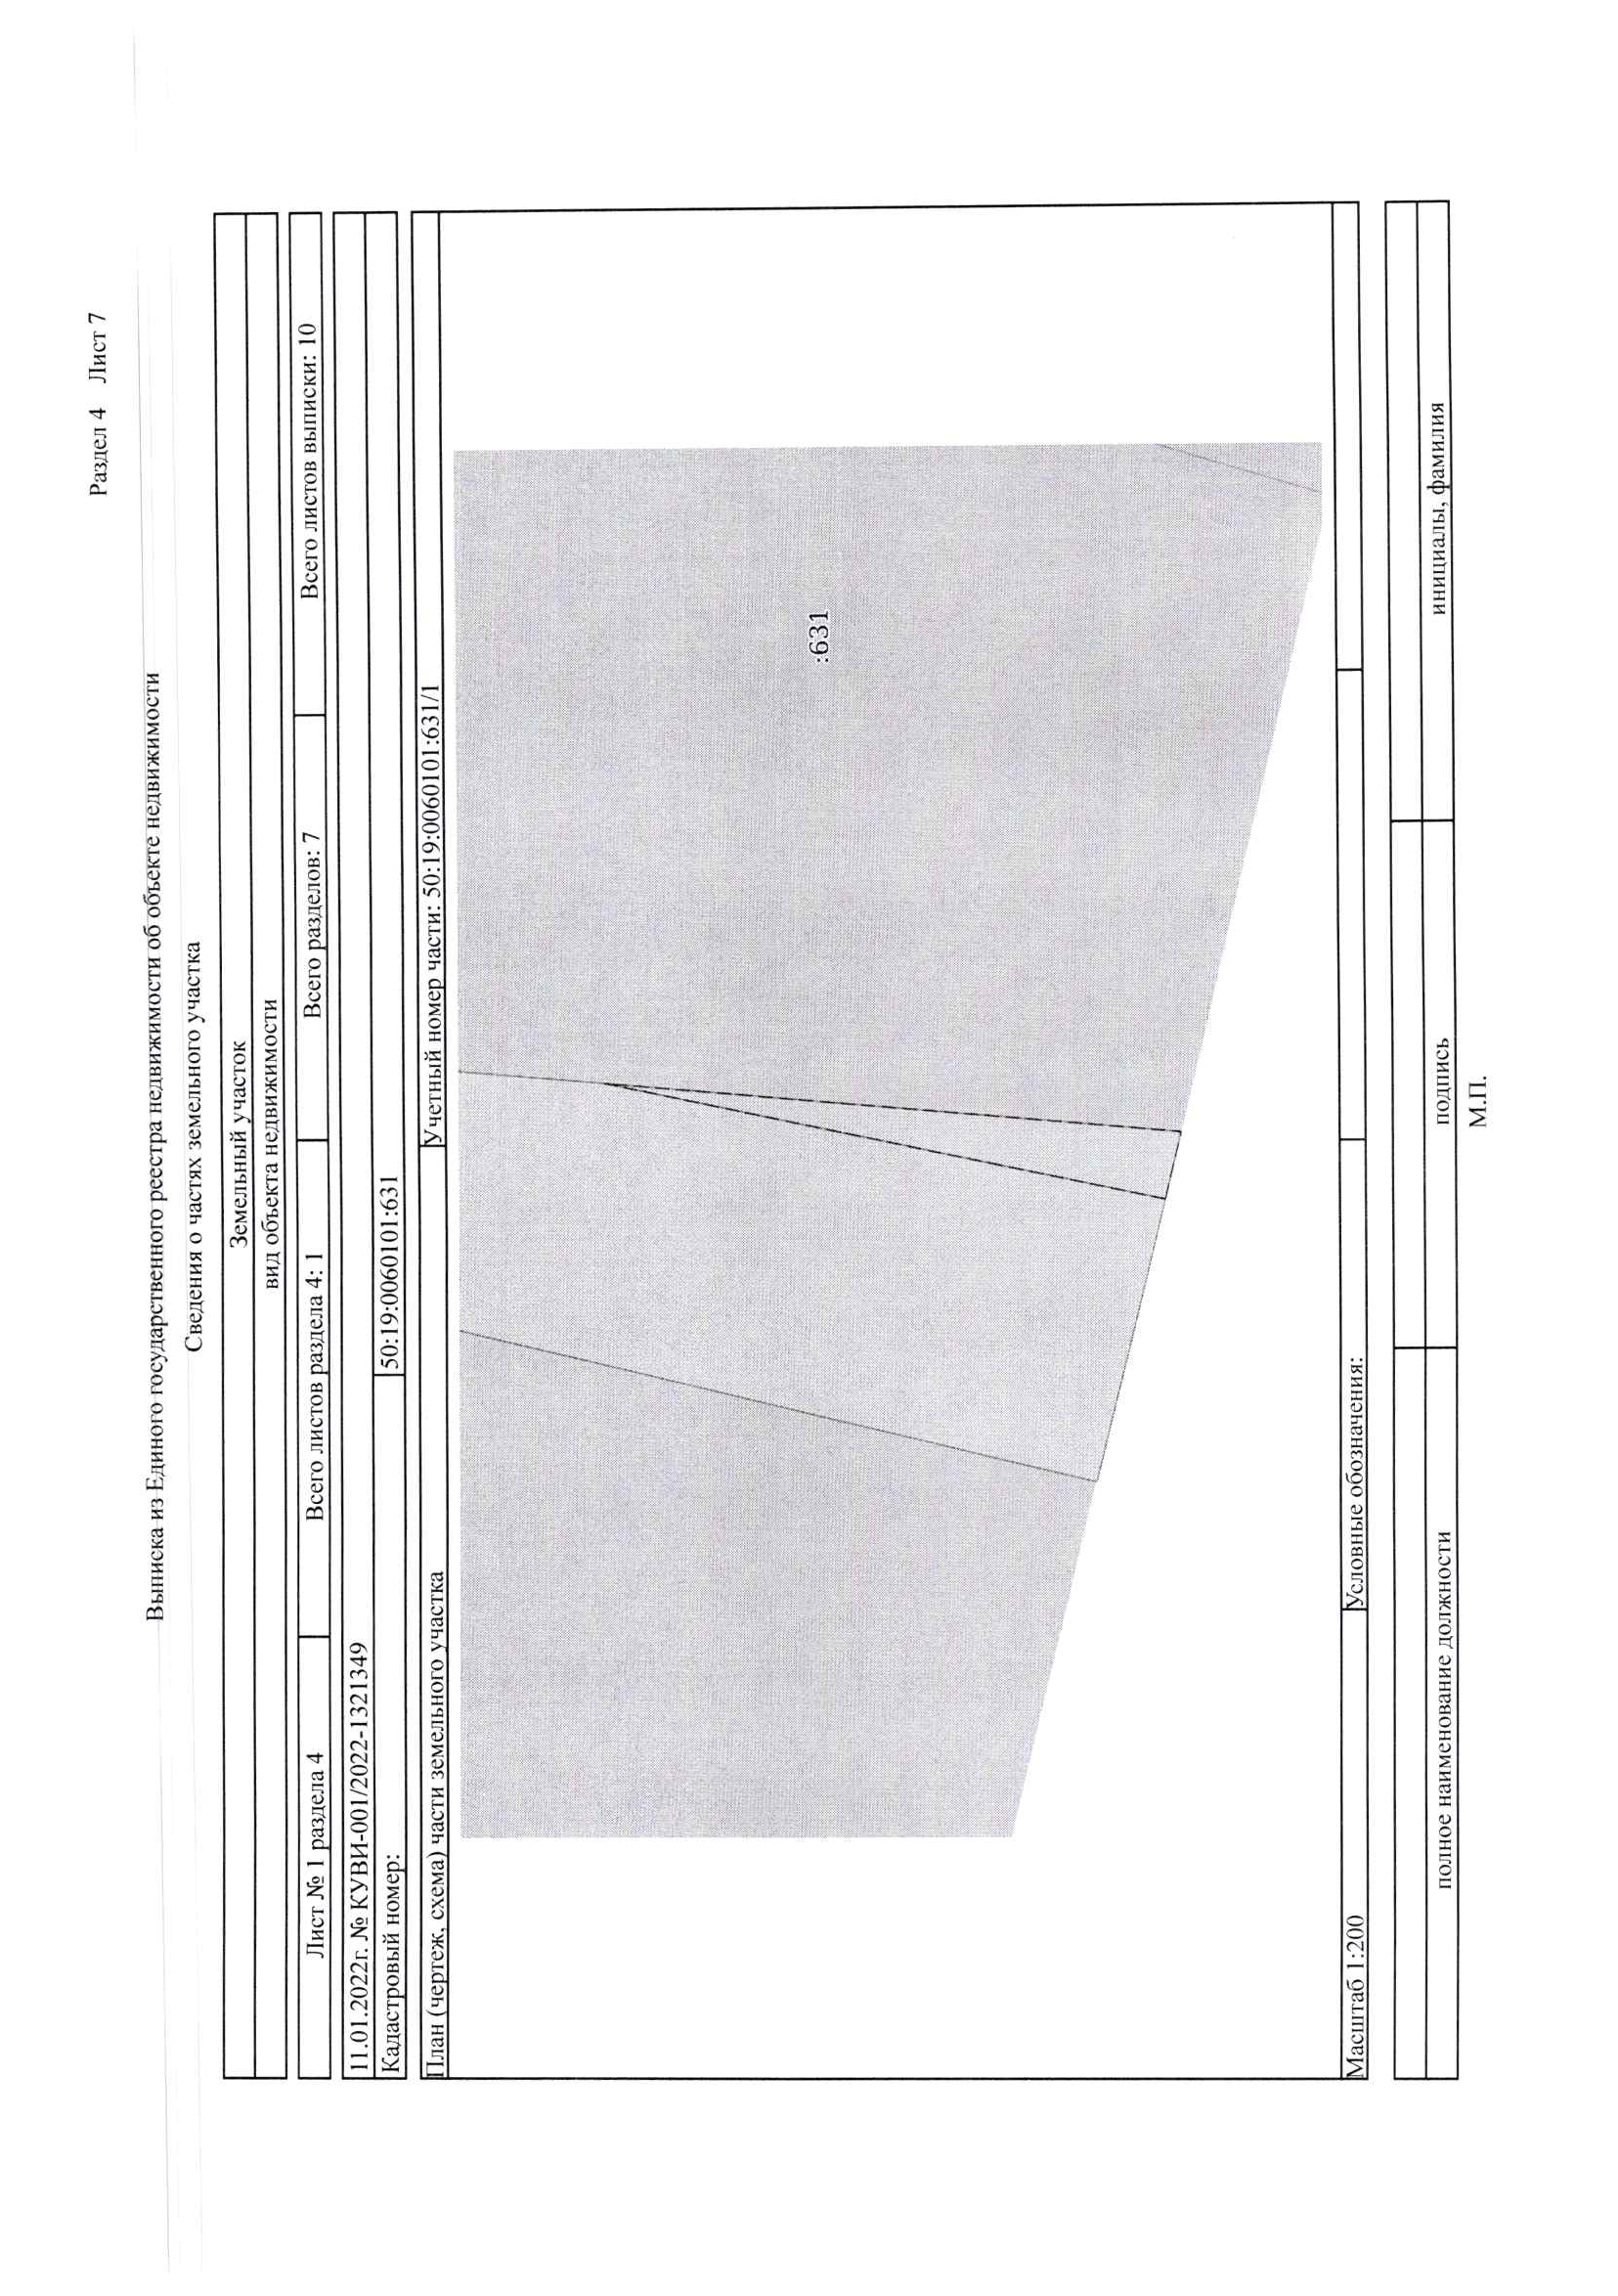 Раздел 4 Лист 7
Выписка из Единого государственного реестра недвижимости об объекте недвижимости
Сведения о частях земельного участка
Земельный участок
вид объекта недвижимости
Лист № 1 раздела 4 Всего листов раздела 4: 1 Всего разделов: 7 Всего листов выписки: 10
11.01.2022г. № КУВИ-001/2022-1321349
Кадастровый номер: 50:19:0060101:631
План (чертеж, схема) части земельного участка Учетный номер части: 50:19:0060101:631/1
:631
Масштаб 1:200 Условные обозначения:
полное наименование должности подпись инициалы, фамилия
М.П.